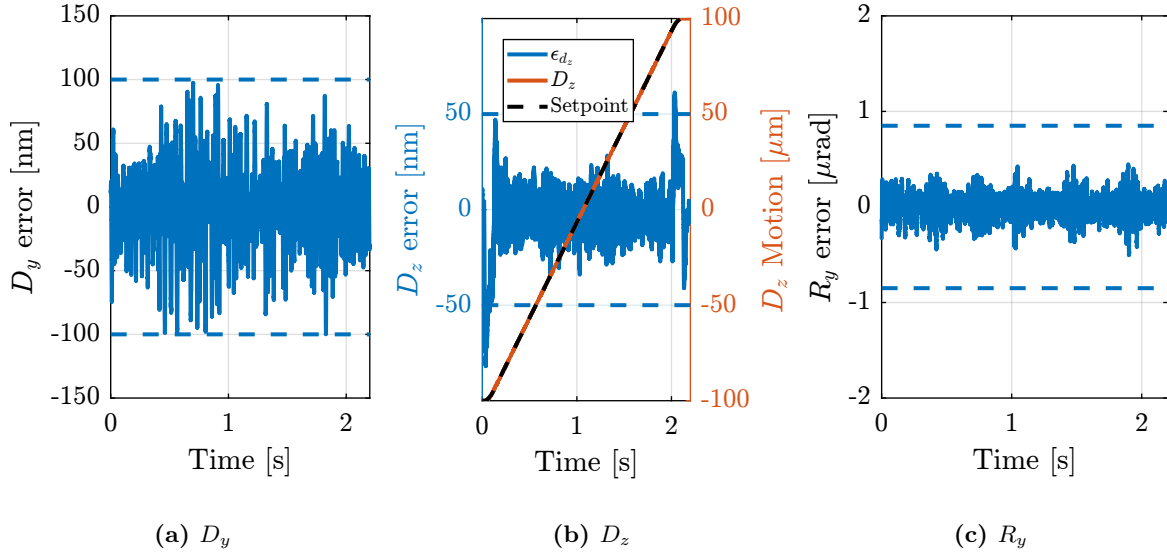 150
100
50
0
-50
-100
-150
D_y error [nm]
0
1
2
Time [s]
(a) D_y
ϵ_{d_z}
D_z
Setpoint
50
0
-50
D_z error [nm]
100
50
0
-50
-100
D_z Motion [μm]
0
1
2
Time [s]
(b) D_z
2
1
0
-1
-2
R_y error [μrad]
0
1
2
Time [s]
(c) R_y